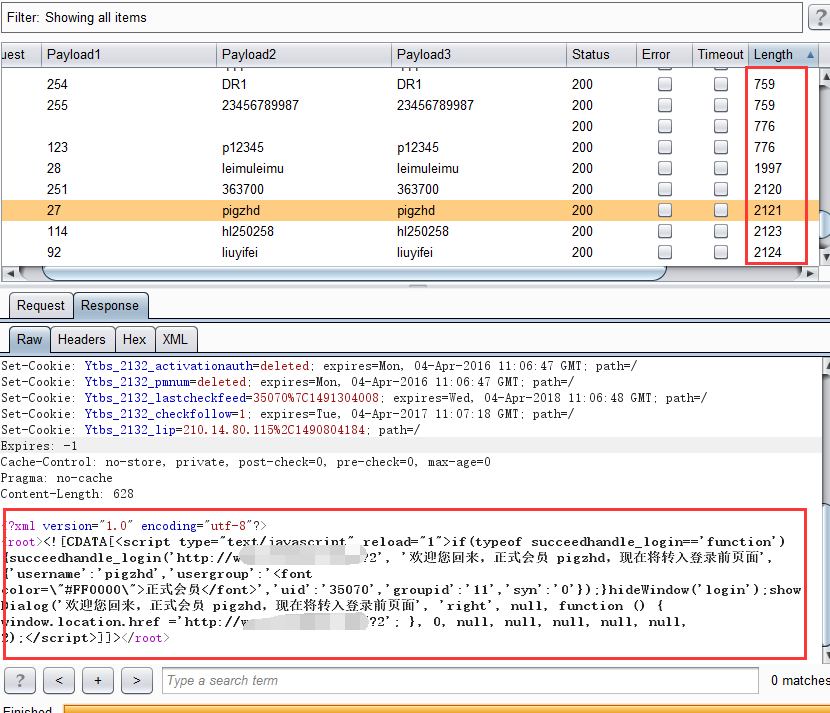 Filter: Showing all items
?
uest Payload1 Payload2 Payload3 Status Error Timeout Length
254 DR1 DR1 200 759
255 23456789987 23456789987 200 759
200 776
123 p12345 p12345 200 776
28 leimuleimu leimuleimu 200 1997
251 363700 363700 200 2120
27 pigzhd pigzhd 200 2121
114 hl250258 hl250258 200 2123
92 liuyifei liuyifei 200 2124
Request Response
Raw Headers Hex XML
Set-Cookie: Ytbs_2132_activationauth=deleted; expires=Mon, 04-Apr-2016 11:06:47 GMT; path=/
Set-Cookie: Ytbs_2132_pmnum=deleted; expires=Mon, 04-Apr-2016 11:06:47 GMT; path=/
Set-Cookie: Ytbs_2132_lastcheckfeed=35070%7C1491304008; expires=Wed, 04-Apr-2018 11:06:48 GMT; path=/
Set-Cookie: Ytbs_2132_checkfollow=1; expires=Tue, 04-Apr-2017 11:07:18 GMT; path=/
Set-Cookie: Ytbs_2132_lip=210.14.80.115%2C1490804184; path=/
Expires: -1
Cache-Control: no-store, private, post-check=0, pre-check=0, max-age=0
Pragma: no-cache
Content-Length: 628
<?xml version="1.0" encoding="utf-8"?>
<root><![CDATA[<script type="text/javascript" reload="1">if(typeof succeedhandle_login=='function')
{succeedhandle_login('http://w ?2', '欢迎您回来，正式会员 pigzhd，现在将转入登录前页面',
{'username':'pigzhd','usergroup':'<font
color=\"#FF0000\">正式会员</font>','uid':'35070','groupid':'11','syn':'0'});}hideWindow('login');show
Dialog('欢迎您回来，正式会员 pigzhd，现在将转入登录前页面', 'right', null, function () {
window.location.href ='http://w ?2'; }, 0, null, null, null, null, null,
2);</script>]]></root>
? < + > Type a search term 0 matches
Finished